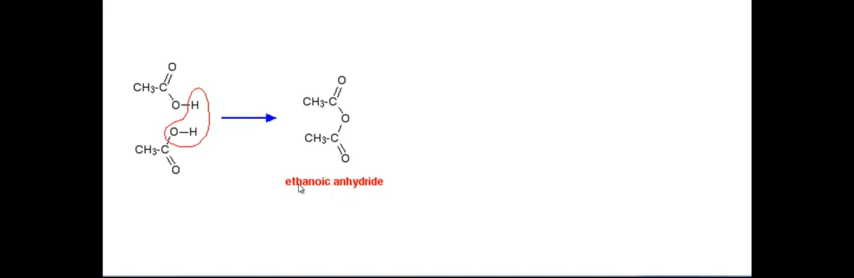 O
CH3-C
O-H
O-H
CH3-C
O
O
CH3-C
O
CH3-C
O
ethanoic anhydride